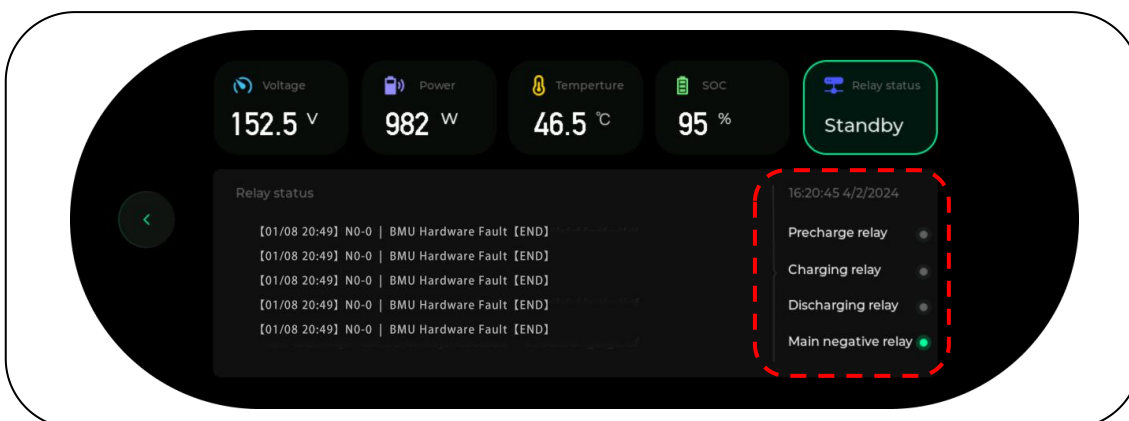 Voltage
152.5 V
Power
982 W
Temperture
46.5 ℃
SOC
95 %
Relay status
Standby
Relay status
【01/08 20:49】N0-0 | BMU Hardware Fault【END】
【01/08 20:49】N0-0 | BMU Hardware Fault【END】
【01/08 20:49】N0-0 | BMU Hardware Fault【END】
【01/08 20:49】N0-0 | BMU Hardware Fault【END】
【01/08 20:49】N0-0 | BMU Hardware Fault【END】
16:20:45 4/2/2024
Precharge relay
Charging relay
Discharging relay
Main negative relay